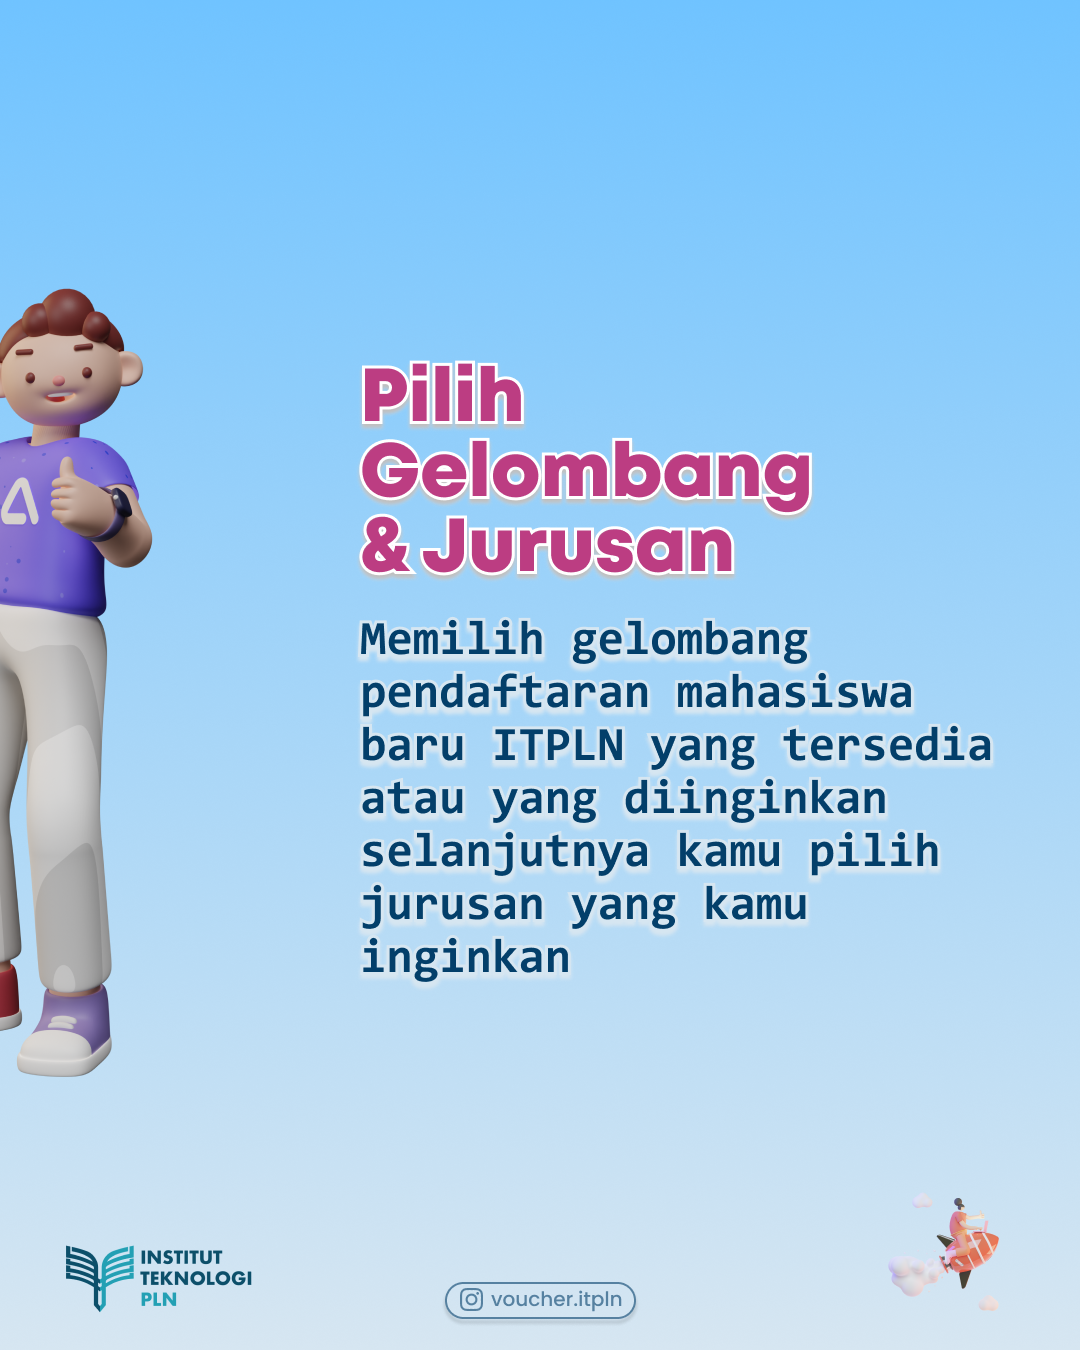 Pilih
Gelombang
& Jurusan
Memilih gelombang
pendaftaran mahasiswa
baru ITPLN yang tersedia
atau yang diinginkan
selanjutnya kamu pilih
jurusan yang kamu
inginkan
INSTITUT
TEKNOLOGI
PLN
voucher.itpln